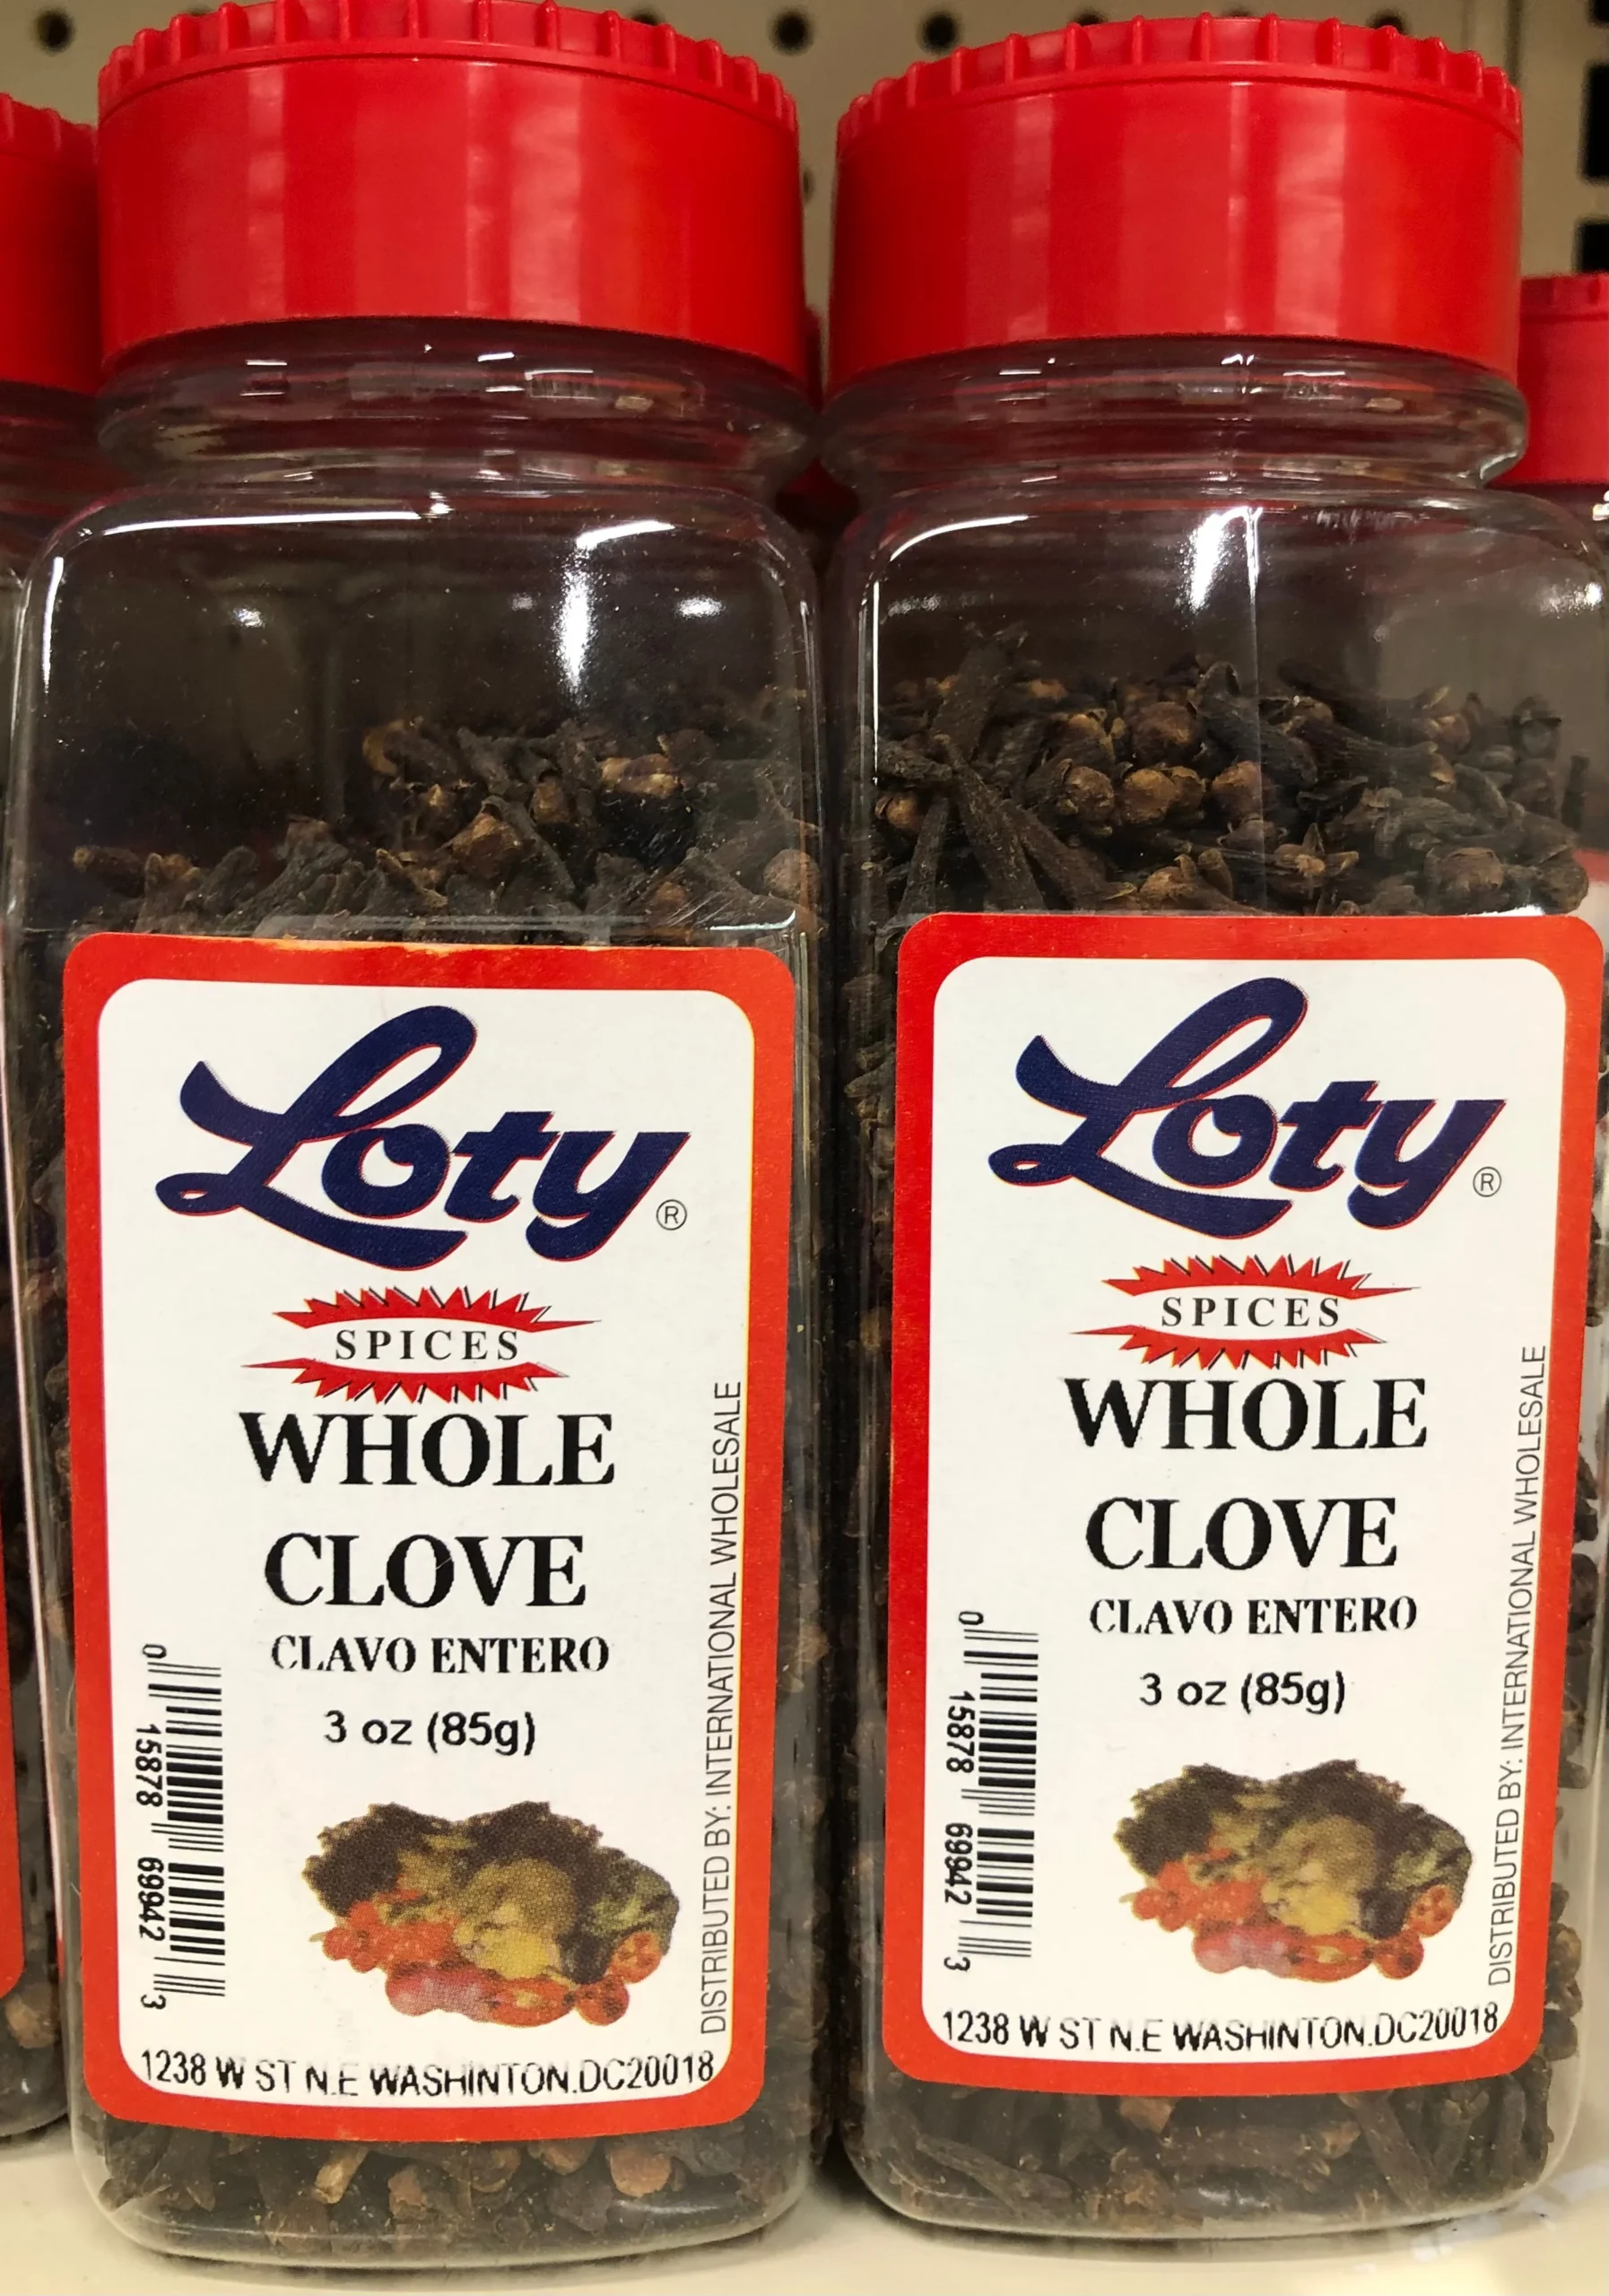 Loty®
SPICES
WHOLE
CLOVE
CLAVO ENTERO
3 oz (85g)
0 15878 69942 3
DISTRIBUTED BY: INTERNATIONAL WHOLESALE
1238 W ST N.E WASHINTON.DC20018
Loty®
SPICES
WHOLE
CLOVE
CLAVO ENTERO
3 oz (85g)
0 15878 69942 3
DISTRIBUTED BY: INTERNATIONAL WHOLESALE
1238 W ST N.E WASHINTON.DC20018